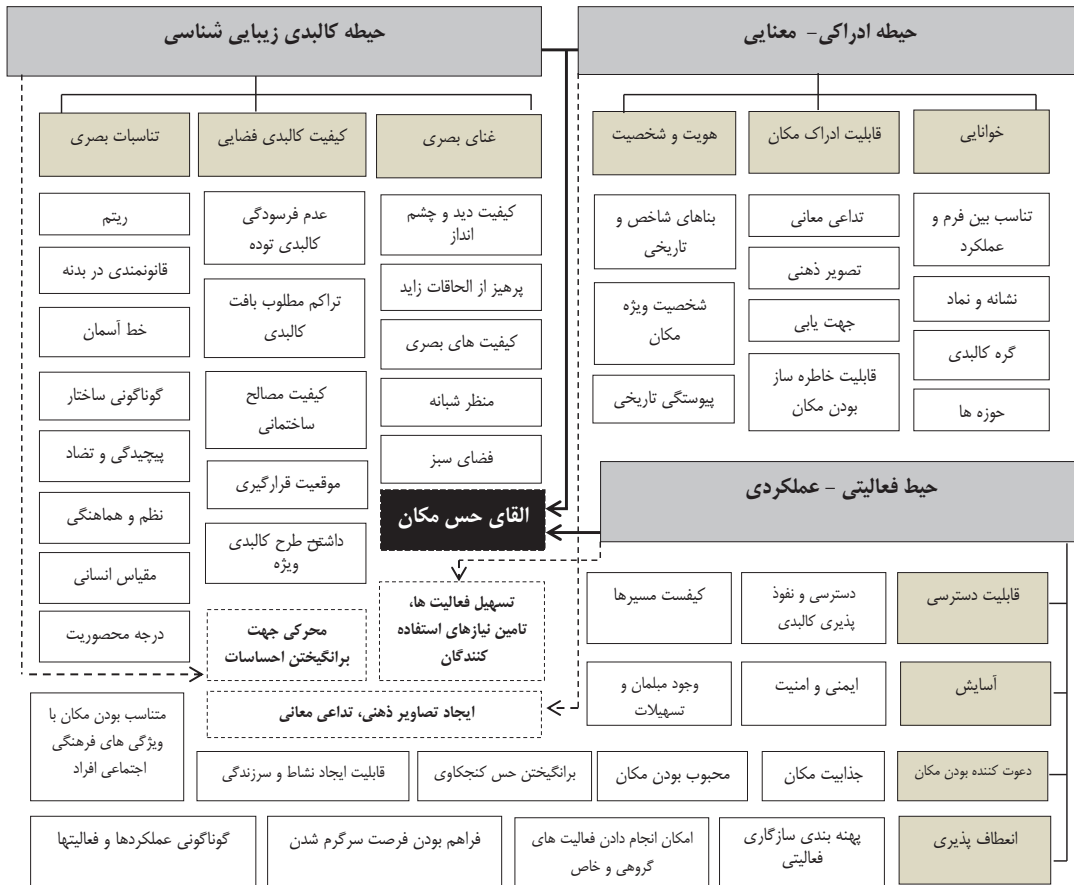 حیطه ادراکی- معنایی
حیطه کالبدی زیبایی شناسی
خوانایی
قابلیت ادراک مکان
هویت و شخصیت
تناسب بین فرم و
عملکرد
نشانه و نماد
گره کالبدی
حوزه ها
تداعی معانی
تصویر ذهنی
جهت یابی
قابلیت خاطره ساز
بودن مکان
بناهای شاخص و
تاریخی
شخصیت ویژه
مکان
پیوستگی تاریخی
غنای بصری
کیفیت کالبدی فضایی
تناسبات بصری
کیفیت دید و چشم
انداز
پرهیز از الحاقات زاید
کیفیت های بصری
منظر شبانه
فضای سبز
عدم فرسودگی
کالبدی توده
تراکم مطلوب بافت
کالبدی
کیفیت مصالح
ساختمانی
موقعیت قرارگیری
داشتن طرح کالبدی
ویژه
ریتم
قانونمندی در بدنه
خط آسمان
گوناگونی ساختار
پیچیدگی و تضاد
نظم و هماهنگی
مقیاس انسانی
درجه محصوریت
حیط فعالیتی - عملکردی
القای حس مکان
تسهیل فعالیت ها،
تامین نیازهای استفاده
کنندگان
محرکی جهت
برانگیختن احساسات
ایجاد تصاویر ذهنی، تداعی معانی
قابلیت دسترسی
دسترسی و نفوذ
پذیری کالبدی
کیفست مسیرها
آسایش
ایمنی و امنیت
وجود مبلمان و
تسهیلات
دعوت کننده بودن مکان
جذابیت مکان
محبوب بودن مکان
برانگیختن حس کنجکاوی
قابلیت ایجاد نشاط و سرزندگی
متناسب بودن مکان با
ویژگی های فرهنگی
اجتماعی افراد
انعطاف پذیری
پهنه بندی سازگاری
فعالیتی
امکان انجام دادن فعالیت های
گروهی و خاص
فراهم بودن فرصت سرگرم شدن
گوناگونی عملکردها و فعالیتها